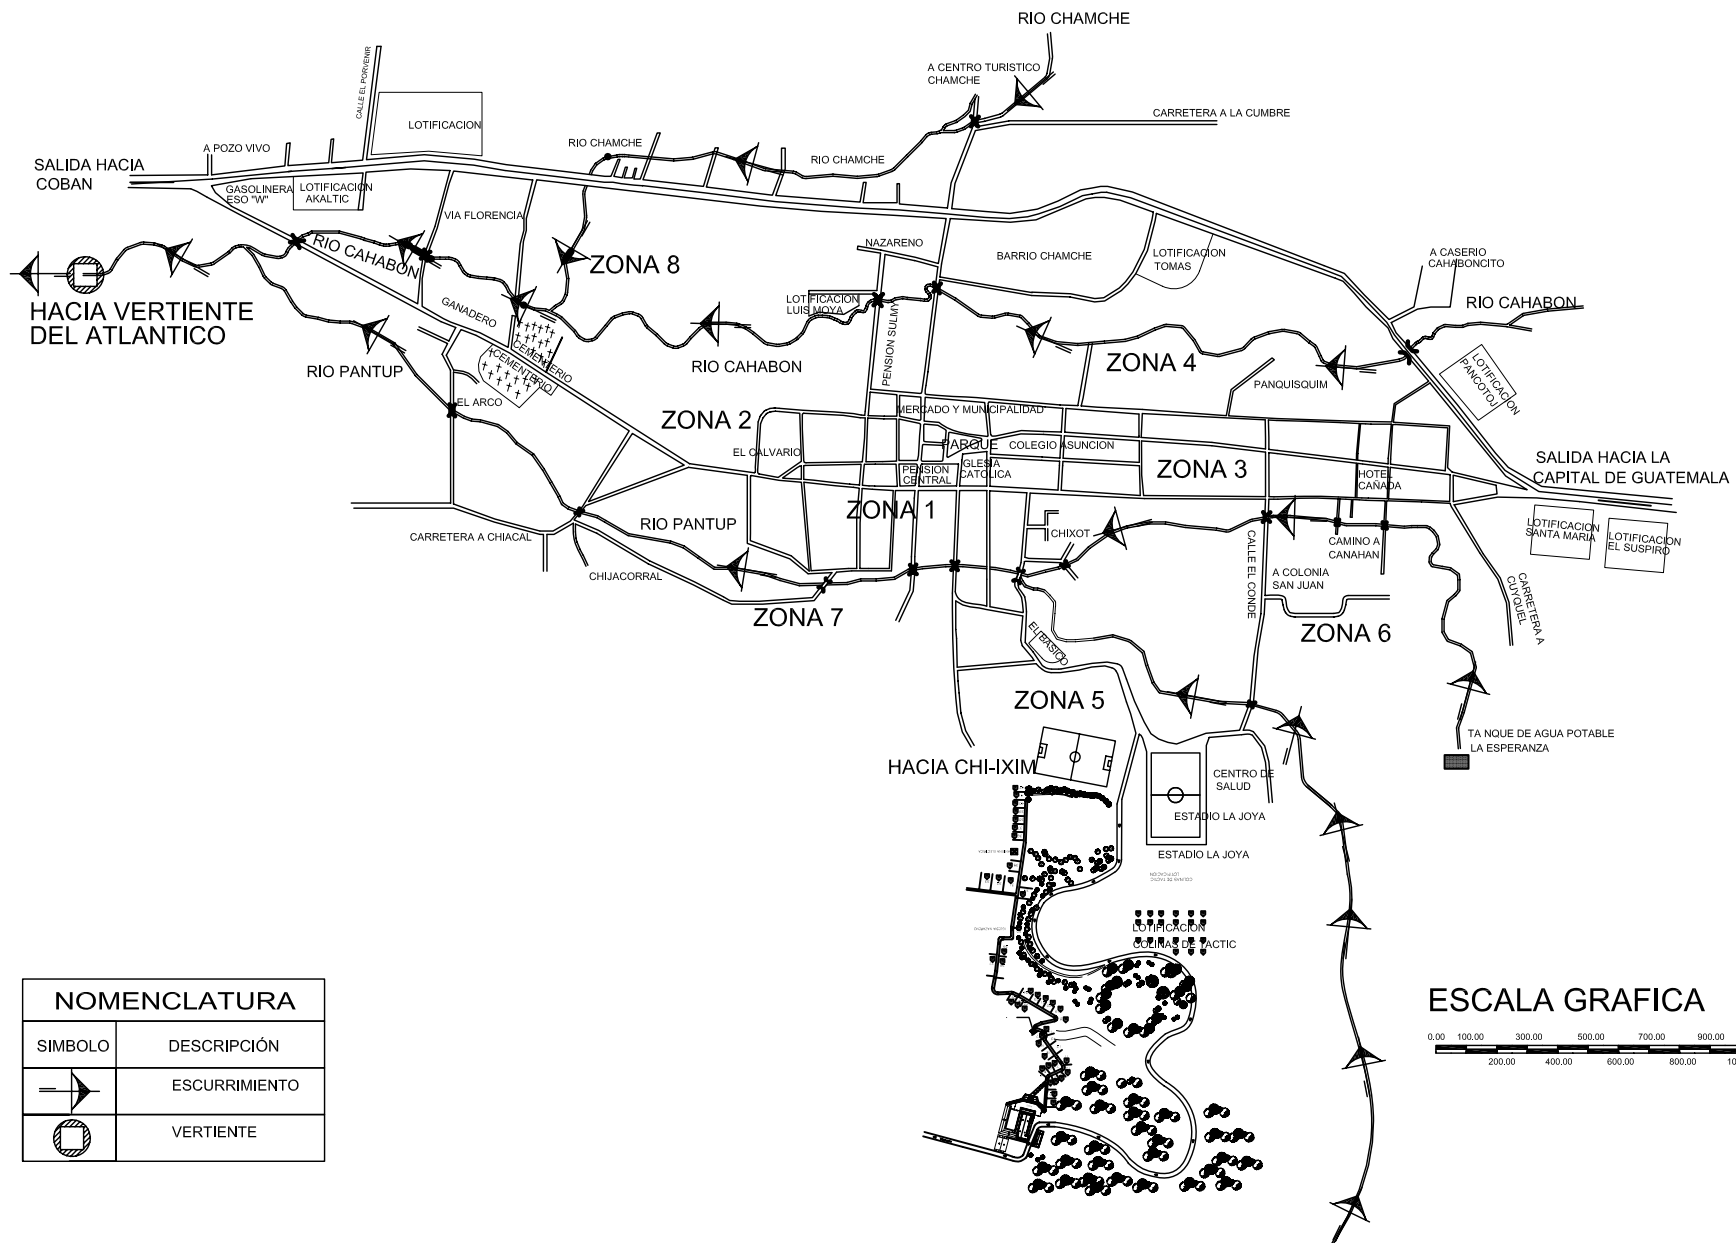 RIO CHAMCHE
A CENTRO TURISTICO
CHAMCHE
CARRETERA A LA CUMBRE
CALLE EL PORVENIR
LOTIFICACION
A POZO VIVO
RIO CHAMCHE
RIO CHAMCHE
SALIDA HACIA
COBAN
GASOLINERA
ESO "W"
LOTIFICACION
AKALTIC
VIA FLORENCIA
RIO CAHABON
ZONA 8
NAZARENO
BARRIO CHAMCHE
LOTIFICACION
TOMAS
A CASERIO
CAHABONCITO
RIO CAHABON
HACIA VERTIENTE
DEL ATLANTICO
GANADERO
LOT FICACION
LUIS MOYA
PENSION SULMY
CEMENTERIO
CEMENTERIO
RIO PANTUP
RIO CAHABON
ZONA 4
PANQUISQUIM
LOTIFICACION
PANCOTOJ
EL ARCO
ZONA 2
MERCADO Y MUNICIPALIDAD
PARQUE
COLEGIO ASUNCION
EL CALVARIO
PENSION
CENTRAL
GLESIA
CATOLICA
ZONA 3
HOTEL
CAÑADA
SALIDA HACIA LA
CAPITAL DE GUATEMALA
ZONA 1
RIO PANTUP
CARRETERA A CHIACAL
CHIXOT
CALLE EL CONDE
CAMINO A
CANAHAN
LOTIFICACION
SANTA MARIA
LOTIFICACION
EL SUSPIRO
CHIJACORRAL
A COLONIA
SAN JUAN
CARRETERA A
CUYQUEL
ZONA 7
EL BASICO
ZONA 6
ZONA 5
TA NQUE DE AGUA POTABLE
LA ESPERANZA
HACIA CHI-IXIM
CENTRO DE
SALUD
ESTADIO LA JOYA
ESTADIO LA JOYA
COLINAS DE TACTIC
LOTIFICACION
LOTIFICACION
COLINAS DE TACTIC
NOMENCLATURA
SIMBOLO DESCRIPCIÓN
ESCURRIMIENTO
VERTIENTE
ESCALA GRAFICA
0.00 100.00 300.00 500.00 700.00 900.00
200.00 400.00 600.00 800.00